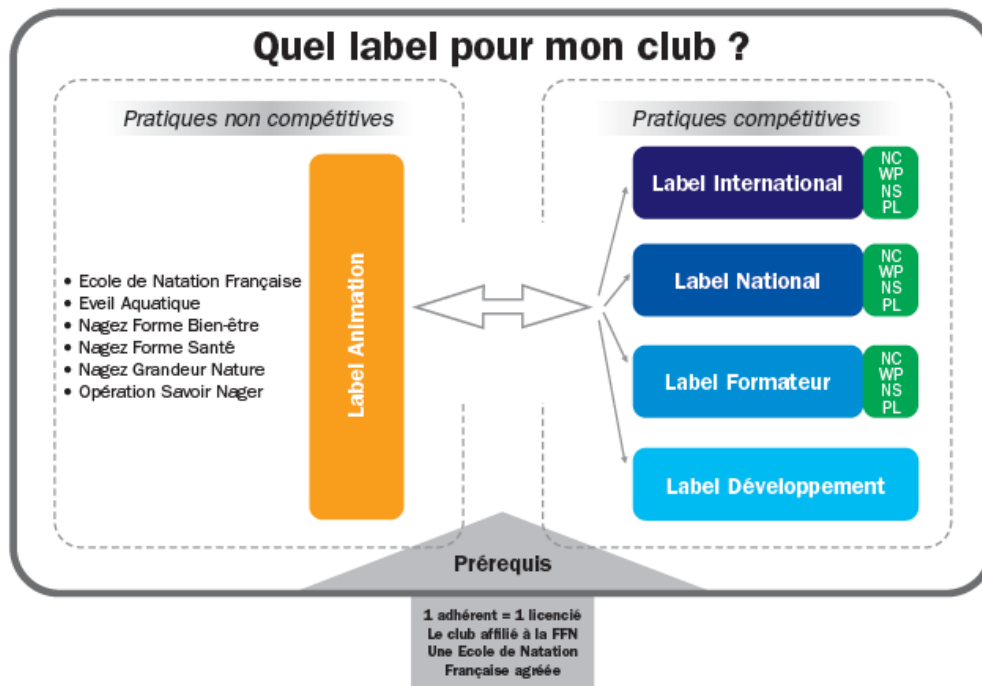 Quel label pour mon club ?
Pratiques non compétitives
• Ecole de Natation Française
• Eveil Aquatique
• Nagez Forme Bien-être
• Nagez Forme Santé
• Nagez Grandeur Nature
• Opération Savoir Nager
Label Animation
Pratiques compétitives
Label International
NC
WP
NS
PL
Label National
NC
WP
NS
PL
Label Formateur
NC
WP
NS
PL
Label Développement
Prérequis
1 adhérent = 1 licencié
Le club affilié à la FFN
Une Ecole de Natation
Française agréée